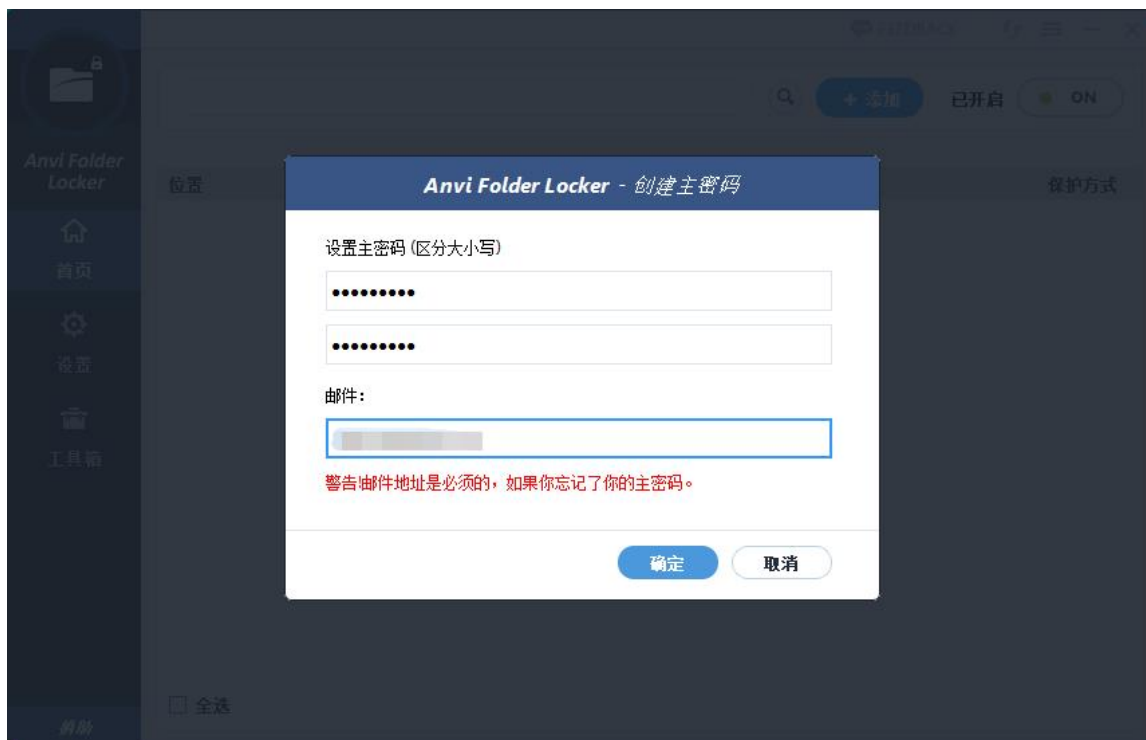 FEEDBACK
+ 添加
已开启
ON
Anvi Folder
Locker
位置
保护方式
首页
设置
工具箱
Anvi Folder Locker - 创建主密码
设置主密码 (区分大小写)
•••••••••
•••••••••
邮件:
警告!邮件地址是必须的，如果你忘记了你的主密码。
确定
取消
全选